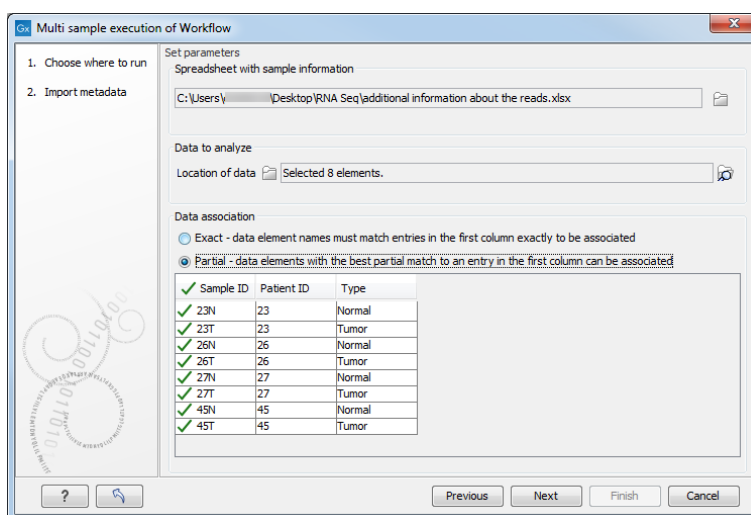 Gx Multi sample execution of Workflow
1. Choose where to run
2. Import metadata
Set parameters
Spreadsheet with sample information
C:\Users\ \Desktop\RNA Seq\additional information about the reads.xlsx
Data to analyze
Location of data Selected 8 elements.
Data association
Exact - data element names must match entries in the first column exactly to be associated
Partial - data elements with the best partial match to an entry in the first column can be associated
Sample ID Patient ID Type
23N 23 Normal
23T 23 Tumor
26N 26 Normal
26T 26 Tumor
27N 27 Normal
27T 27 Tumor
45N 45 Normal
45T 45 Tumor
? Previous Next Finish Cancel